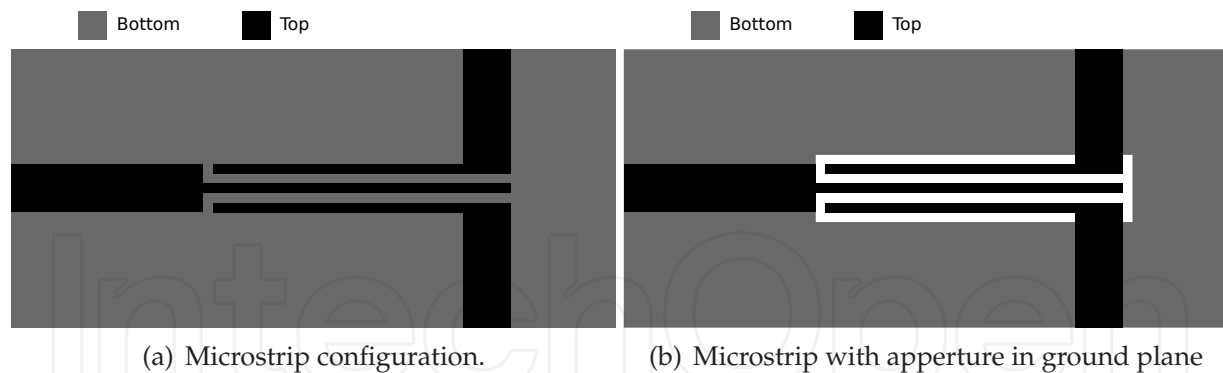 Bottom Top Bottom Top
IntechOpen
(a) Microstrip configuration. (b) Microstrip with apperture in ground plane